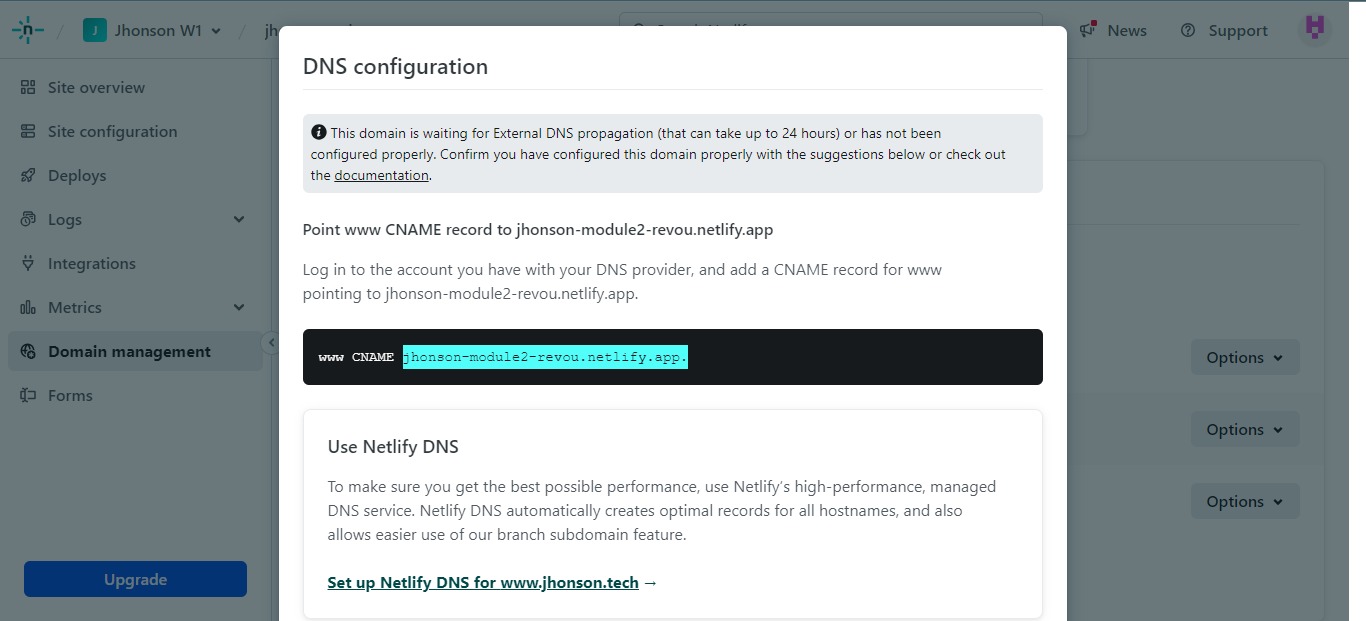 J Jhonson W1
jh
News
Support
Site overview
Site configuration
Deploys
Logs
Integrations
Metrics
Domain management
Forms
Upgrade
DNS configuration
This domain is waiting for External DNS propagation (that can take up to 24 hours) or has not been
configured properly. Confirm you have configured this domain properly with the suggestions below or check out
the documentation.
Point www CNAME record to jhonson-module2-revou.netlify.app
Log in to the account you have with your DNS provider, and add a CNAME record for www
pointing to jhonson-module2-revou.netlify.app.
www CNAME jhonson-module2-revou.netlify.app.
Use Netlify DNS
To make sure you get the best possible performance, use Netlify's high-performance, managed
DNS service. Netlify DNS automatically creates optimal records for all hostnames, and also
allows easier use of our branch subdomain feature.
Set up Netlify DNS for www.jhonson.tech →
Options
Options
Options